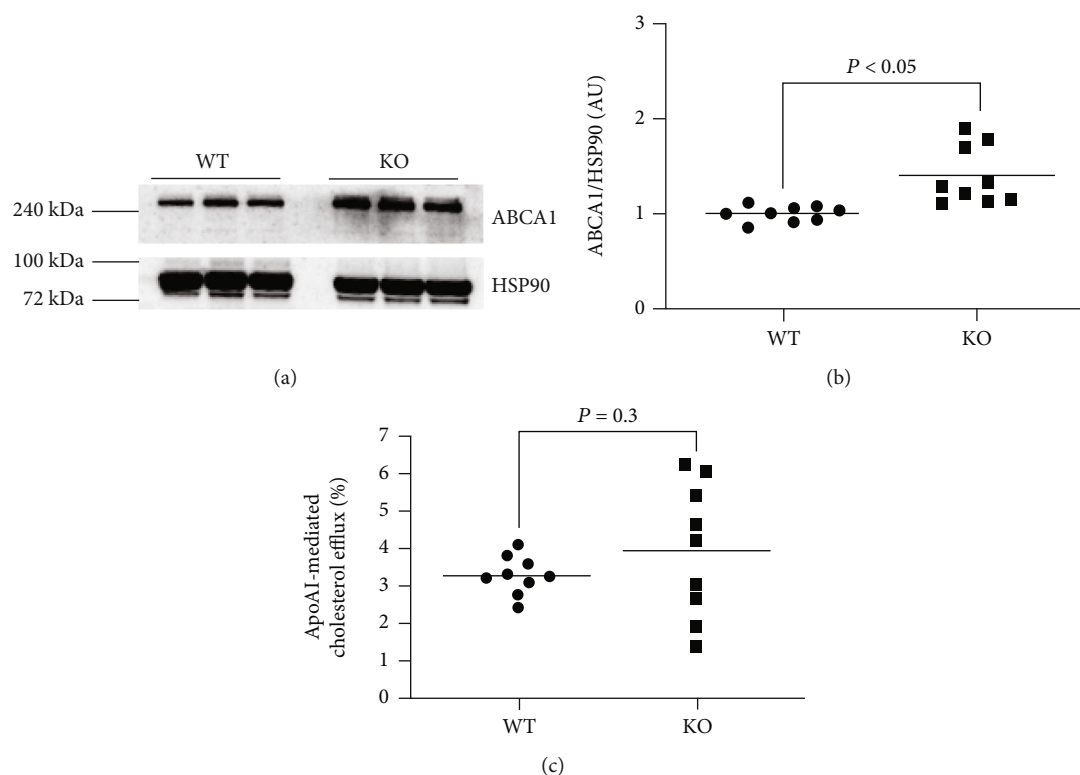 WT KO
240 kDa
ABCA1
100 kDa
HSP90
72 kDa
(a)
3
P < 0.05
ABCA1/HSP90 (AU)
2
1
0
WT KO
(b)
P = 0.3
7
6
5
4
3
2
1
0
ApoAI-mediated
cholesterol efflux (%)
WT KO
(c)